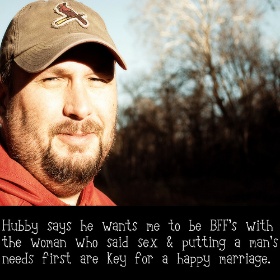 Hubby says he wants me to be BFF's with
the woman who said sex & putting a man's
needs first are key for a happy marriage.